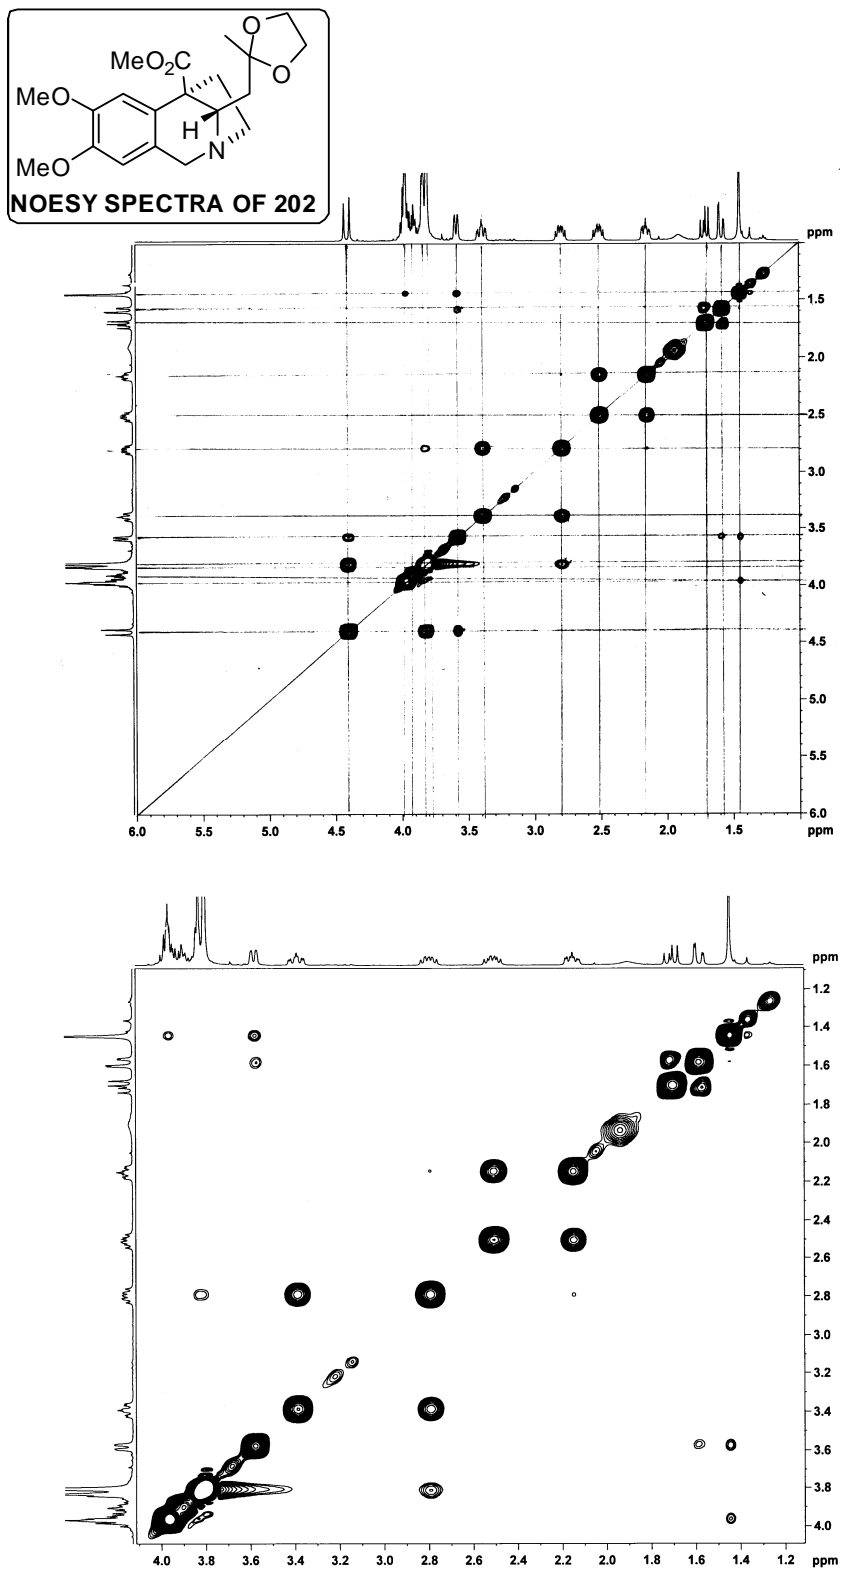 O
MeO₂C
O
MeO
H
N
MeO
NOESY SPECTRA OF 202
ppm
1.5
2.0
2.5
3.0
3.5
4.0
4.5
5.0
5.5
6.0
6.0 5.5 5.0 4.5 4.0 3.5 3.0 2.5 2.0 1.5 ppm
ppm
1.2
1.4
1.6
1.8
2.0
2.2
2.4
2.6
2.8
3.0
3.2
3.4
3.6
3.8
4.0
4.0 3.8 3.6 3.4 3.2 3.0 2.8 2.6 2.4 2.2 2.0 1.8 1.6 1.4 1.2 ppm